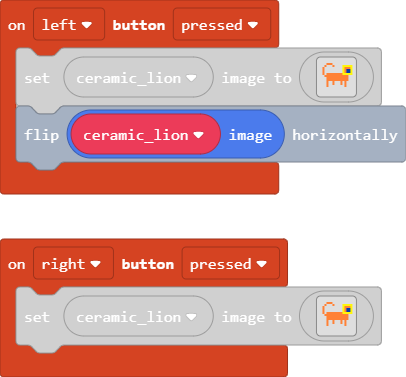 on left button pressed
set ceramic_lion image to
flip ceramic_lion image horizontally
on right button pressed
set ceramic_lion image to